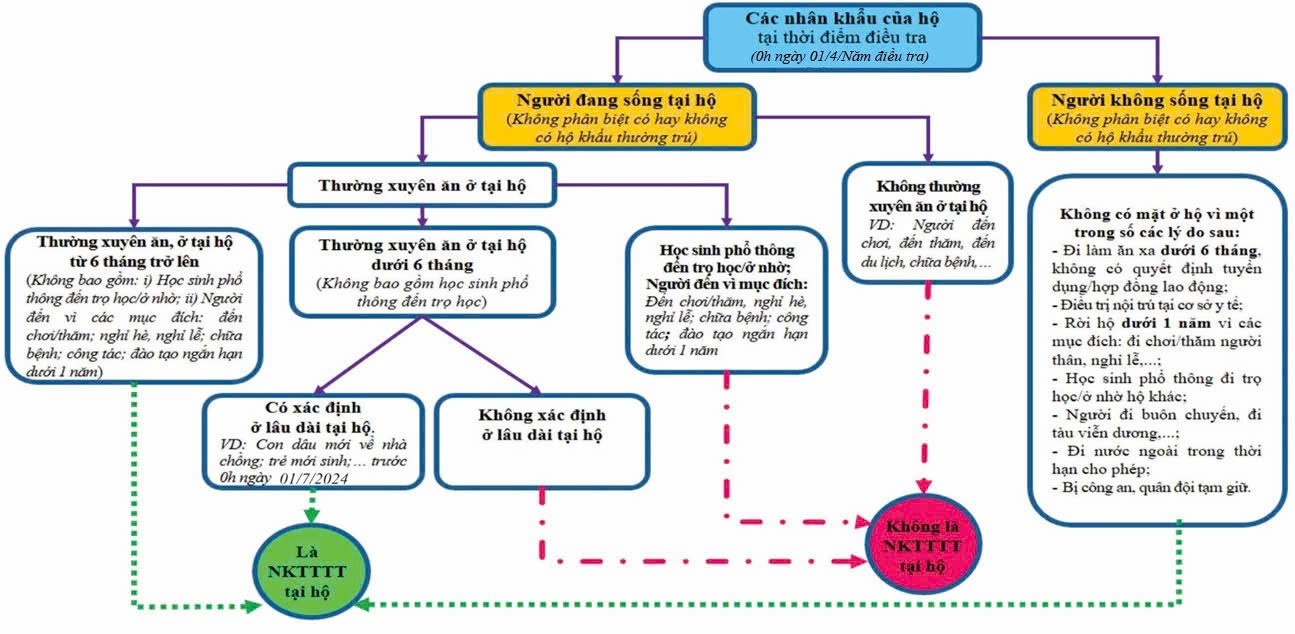 Các nhân khẩu của hộ
tại thời điểm điều tra
(0h ngày 01/4/Năm điều tra)
Người đang sống tại hộ
(Không phân biệt có hay không
có hộ khẩu thường trú)
Người không sống tại hộ
(Không phân biệt có hay không
có hộ khẩu thường trú)
Thường xuyên ăn ở tại hộ
Không thường
xuyên ăn ở tại hộ
VD: Người đến
chơi, đến thăm, đến
du lịch, chữa bệnh,…
Thường xuyên ăn, ở tại hộ
từ 6 tháng trở lên
(Không bao gồm: i) Học sinh phổ
thông đến trọ học/ở nhờ; ii) Người
đến vì các mục đích: đến
chơi/thăm; nghỉ hè, nghỉ lễ; chữa
bệnh; công tác; đào tạo ngắn hạn
dưới 1 năm)
Thường xuyên ăn ở tại hộ
dưới 6 tháng
(Không bao gồm học sinh phổ
thông đến trọ học)
Học sinh phổ thông
đến trọ học/ở nhờ;
Người đến vì mục đích:
Đến chơi/thăm, nghỉ hè,
nghỉ lễ; chữa bệnh; công
tác; đào tạo ngắn hạn
dưới 1 năm
Không có mặt ở hộ vì một
trong số các lý do sau:
- Đi làm ăn xa dưới 6 tháng,
không có quyết định tuyển
dụng/hợp đồng lao động;
- Điều trị nội trú tại cơ sở y tế;
- Rời hộ dưới 1 năm vì các
mục đích: đi chơi/thăm người
thân, nghỉ lễ,...;
- Học sinh phổ thông đi trọ
học/ở nhờ hộ khác;
- Người đi buôn chuyến, đi
tàu viễn dương,...;
- Đi nước ngoài trong thời
hạn cho phép;
- Bị công an, quân đội tạm giữ.
Có xác định
ở lâu dài tại hộ.
VD: Con dâu mới về nhà
chồng; trẻ mới sinh;… trước
0h ngày 01/7/2024
Không xác định
ở lâu dài tại hộ
Là
NKTTTT
tại hộ
Không là
NKTTTT
tại hộ